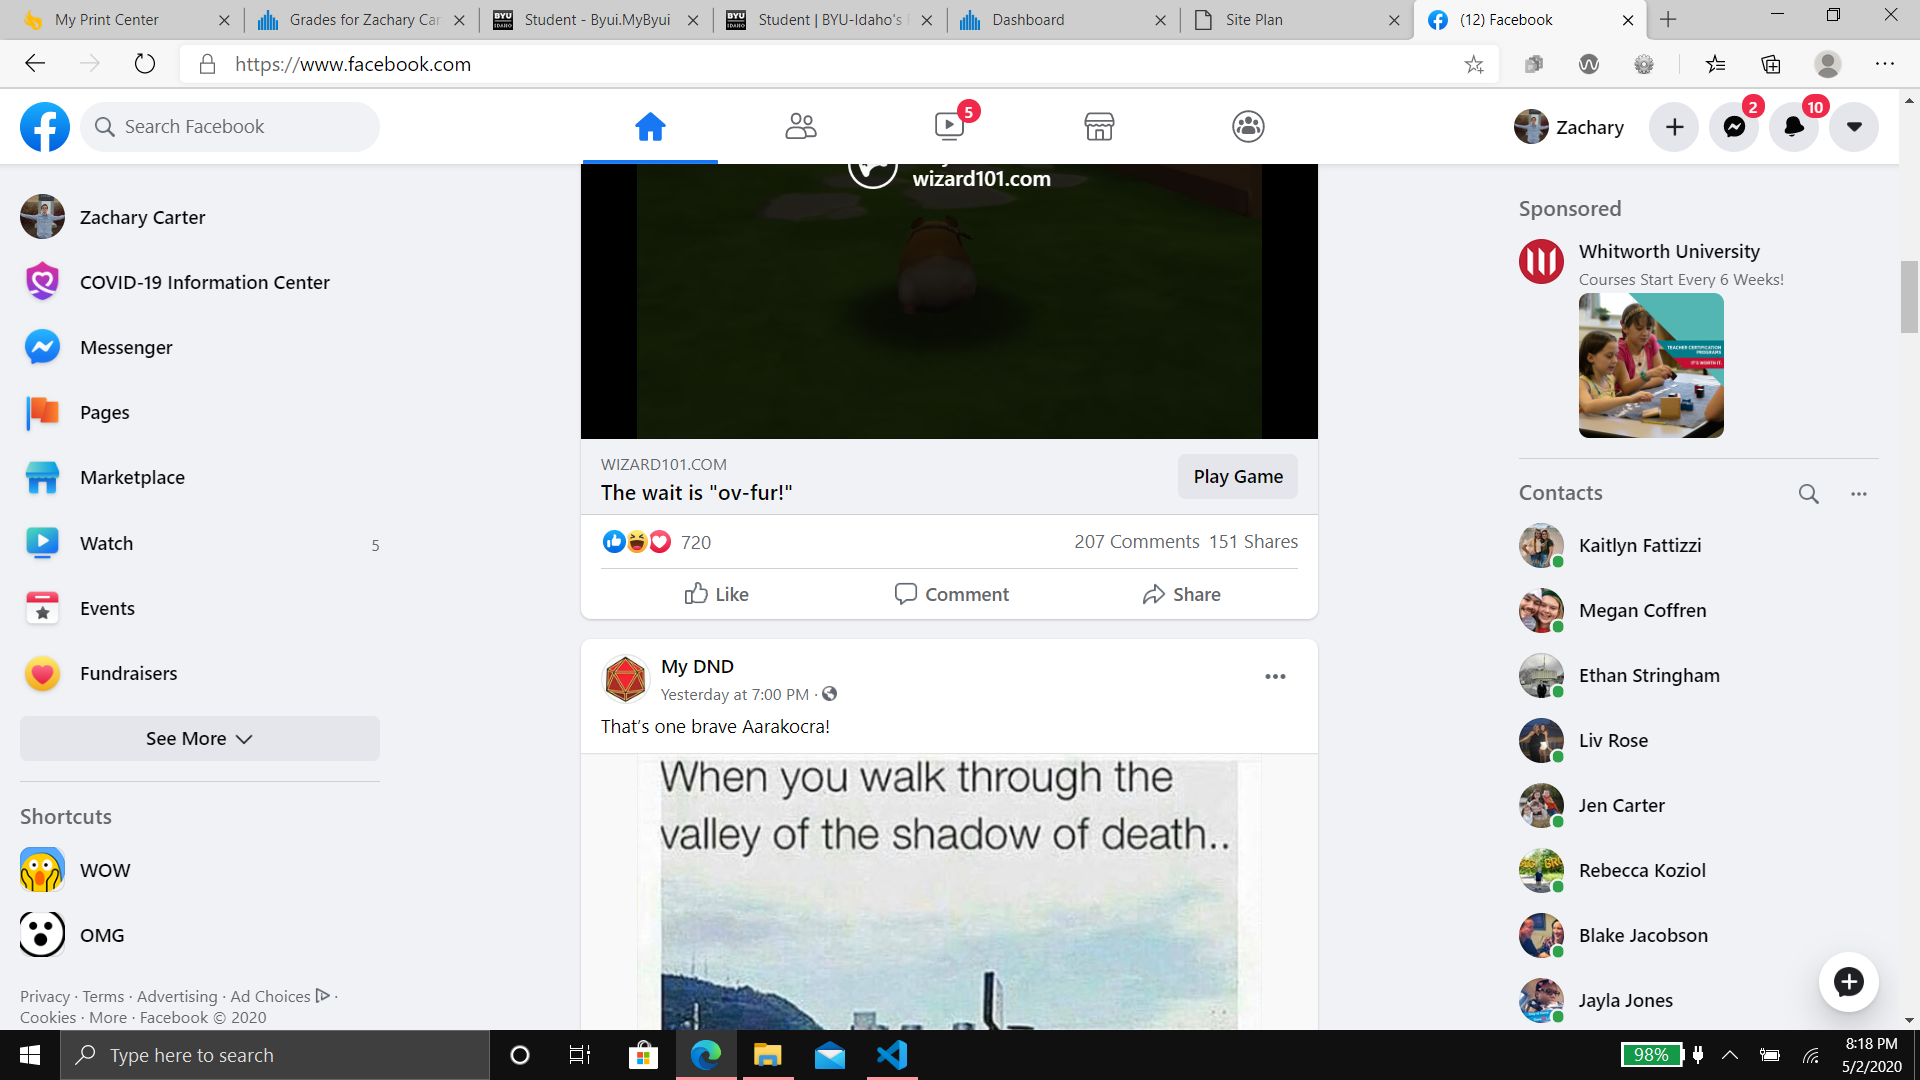 My Print Center
Grades for Zachary Car
Student - Byui.MyByui
Student | BYU-Idaho's
Dashboard
Site Plan
(12) Facebook
https://www.facebook.com
Search Facebook
5
Zachary
2
10
Zachary Carter
COVID-19 Information Center
Messenger
Pages
Marketplace
Watch
5
Events
Fundraisers
See More
Shortcuts
WOW
OMG
Privacy · Terms · Advertising · Ad Choices ·
Cookies · More · Facebook © 2020
wizard101.com
WIZARD101.COM
The wait is "ov-fur!"
Play Game
720
207 Comments 151 Shares
Like
Comment
Share
My DND
Yesterday at 7:00 PM ·
That’s one brave Aarakocra!
When you walk through the
valley of the shadow of death..
Sponsored
Whitworth University
Courses Start Every 6 Weeks!
TEACHER CERTIFICATION
PROGRAMS
IT'S WORTH IT.
Contacts
Kaitlyn Fattizzi
Megan Coffren
Ethan Stringham
Liv Rose
Jen Carter
Rebecca Koziol
Blake Jacobson
Jayla Jones
Type here to search
98%
8:18 PM
5/2/2020